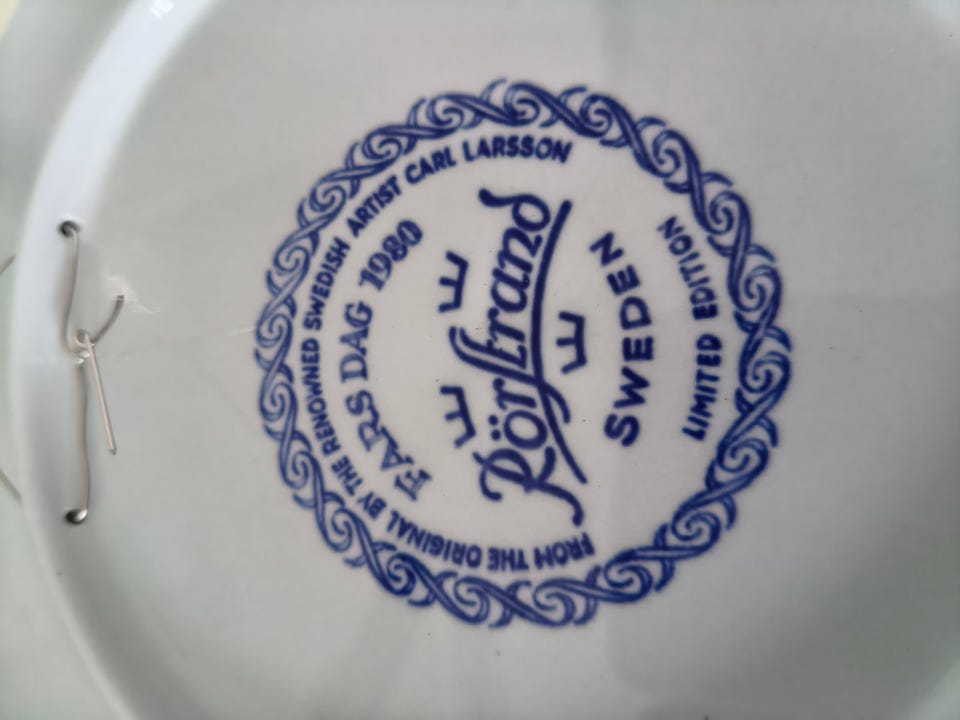 FROM THE ORIGINAL BY THE RENOWNED SWEDISH ARTIST CARL LARSSON
FARS DAG 1980
Rörstrand
SWEDEN
LIMITED EDITION